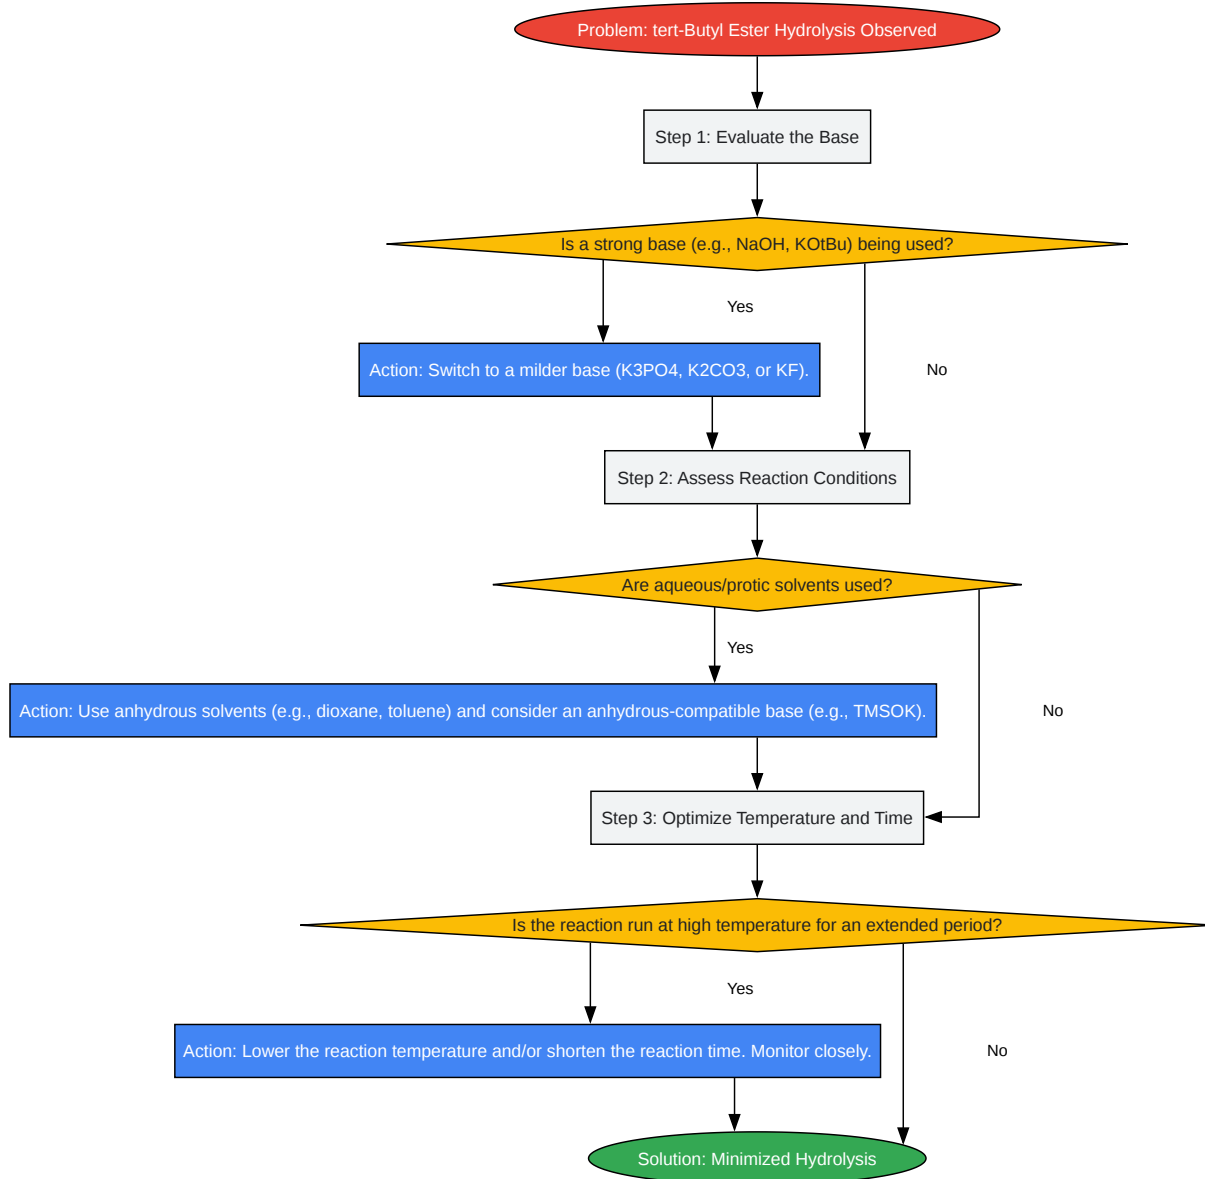 Problem: tert-Butyl Ester Hydrolysis Observed
Step 1: Evaluate the Base
Is a strong base (e.g., NaOH, KOtBu) being used?
Yes
Action: Switch to a milder base (K3PO4, K2CO3, or KF).
No
Step 2: Assess Reaction Conditions
Are aqueous/protic solvents used?
Yes
Action: Use anhydrous solvents (e.g., dioxane, toluene) and consider an anhydrous-compatible base (e.g., TMSOK).
No
Step 3: Optimize Temperature and Time
Is the reaction run at high temperature for an extended period?
Yes
Action: Lower the reaction temperature and/or shorten the reaction time. Monitor closely.
No
Solution: Minimized Hydrolysis